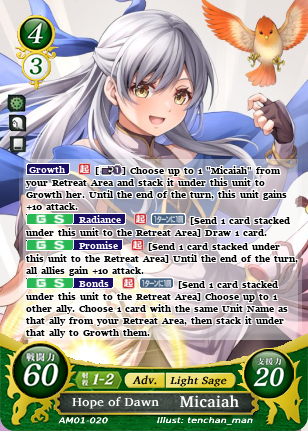 4
3
Growth 起 [1] Choose up to 1 "Micaiah" from
your Retreat Area and stack it under this unit to
Growth her. Until the end of the turn, this unit gains
+10 attack.
GS Radiance 起 1ターンに1回 [Send 1 card stacked
under this unit to the Retreat Area] Draw 1 card.
GS Promise 起 [Send 1 card stacked under
this unit to the Retreat Area] Until the end of the turn,
all allies gain +10 attack.
GS Bonds 起 1ターンに1回 [Send 1 card stacked
under this unit to the Retreat Area] Choose up to 1
other ally. Choose 1 card with the same Unit Name as
that ally from your Retreat Area, then stack it under
that ally to Growth them.
戦闘力 60 射程 1-2 Adv. Light Sage 支援力 20
Hope of Dawn Micaiah
AM01-020 Illust: tenchan_man